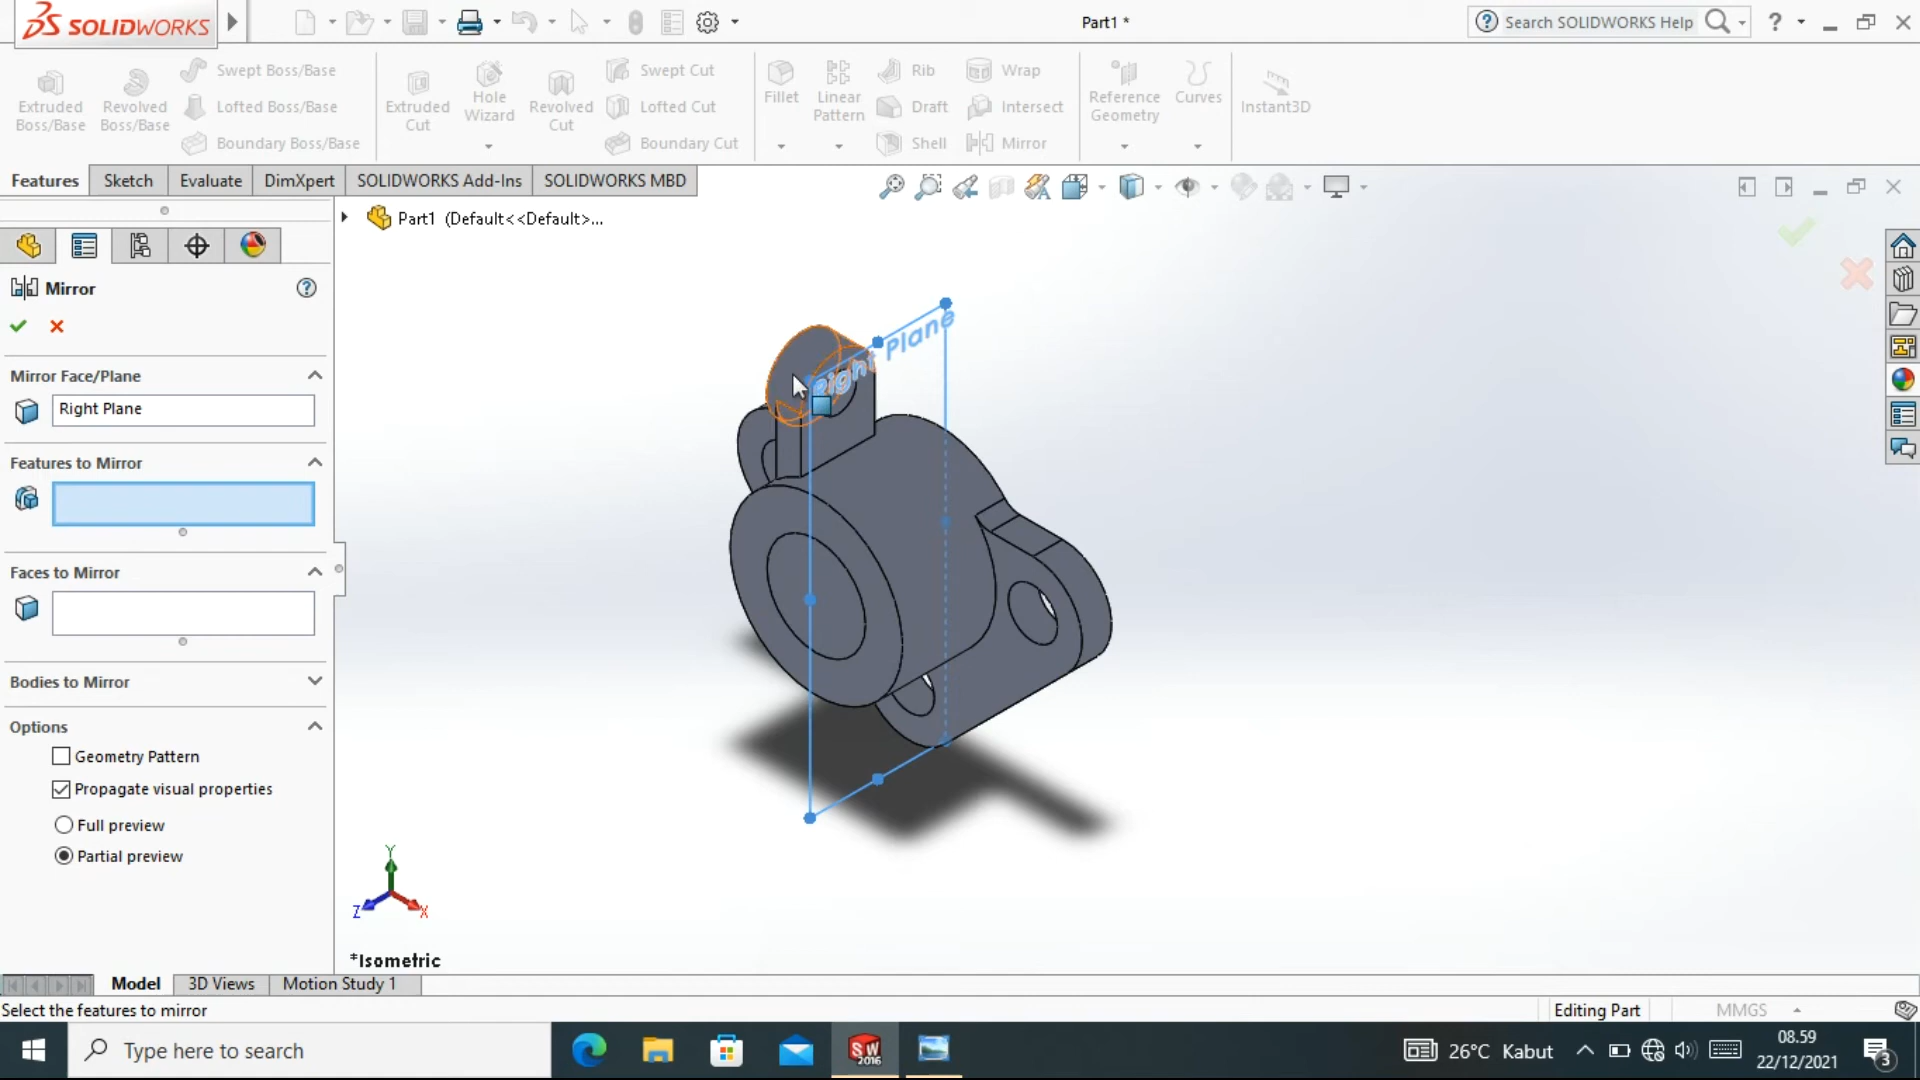 SOLIDWORKS
Part1 *
Search SOLIDWORKS Help
Extruded Boss/Base
Revolved Boss/Base
Swept Boss/Base
Lofted Boss/Base
Boundary Boss/Base
Extruded Cut
Hole Wizard
Revolved Cut
Swept Cut
Lofted Cut
Boundary Cut
Fillet
Linear Pattern
Rib
Draft
Shell
Wrap
Intersect
Mirror
Reference Geometry
Curves
Instant3D
Features
Sketch
Evaluate
DimXpert
SOLIDWORKS Add-Ins
SOLIDWORKS MBD
Part1 (Default<<Default>...
Mirror
Mirror Face/Plane
Right Plane
Features to Mirror
Faces to Mirror
Bodies to Mirror
Options
Geometry Pattern
Propagate visual properties
Full preview
Partial preview
Right Plane
Y
Z
X
*Isometric
Model
3D Views
Motion Study 1
Select the features to mirror
Editing Part
MMGS
Type here to search
SW
2016
26°C Kabut
08.59
22/12/2021
3